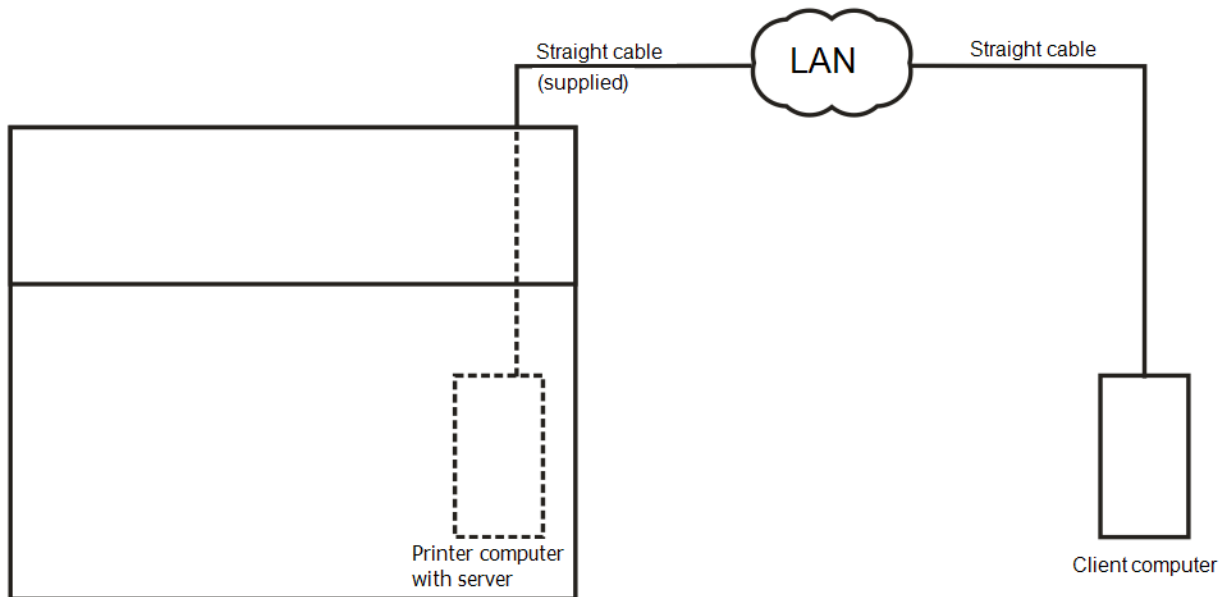 Straight cable
(supplied)
LAN
Straight cable
Printer computer
with server
Client computer